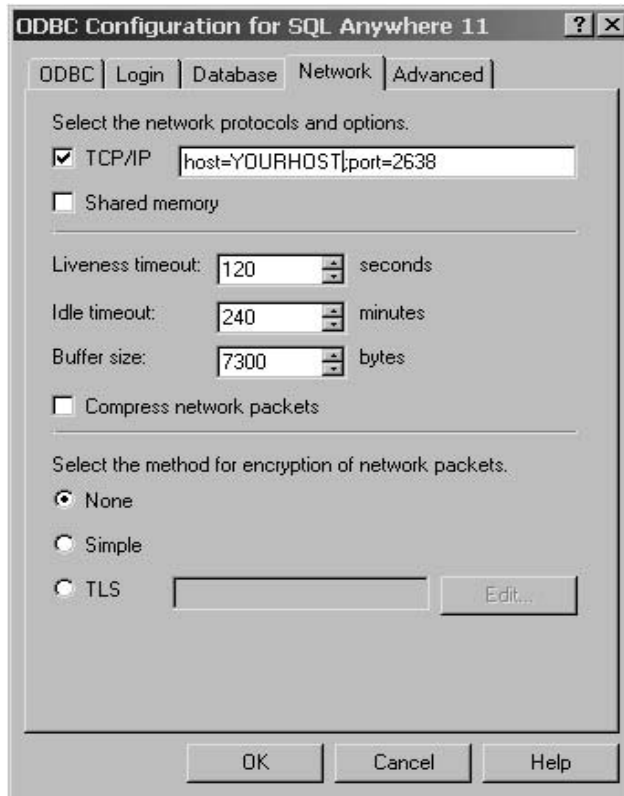 ODBC Configuration for SQL Anywhere 11
ODBC Login Database Network Advanced
Select the network protocols and options.
TCP/IP host=YOURHOST;port=2638
Shared memory
Liveness timeout: 120 seconds
Idle timeout: 240 minutes
Buffer size: 7300 bytes
Compress network packets
Select the method for encryption of network packets.
None
Simple
TLS Edit...
OK Cancel Help